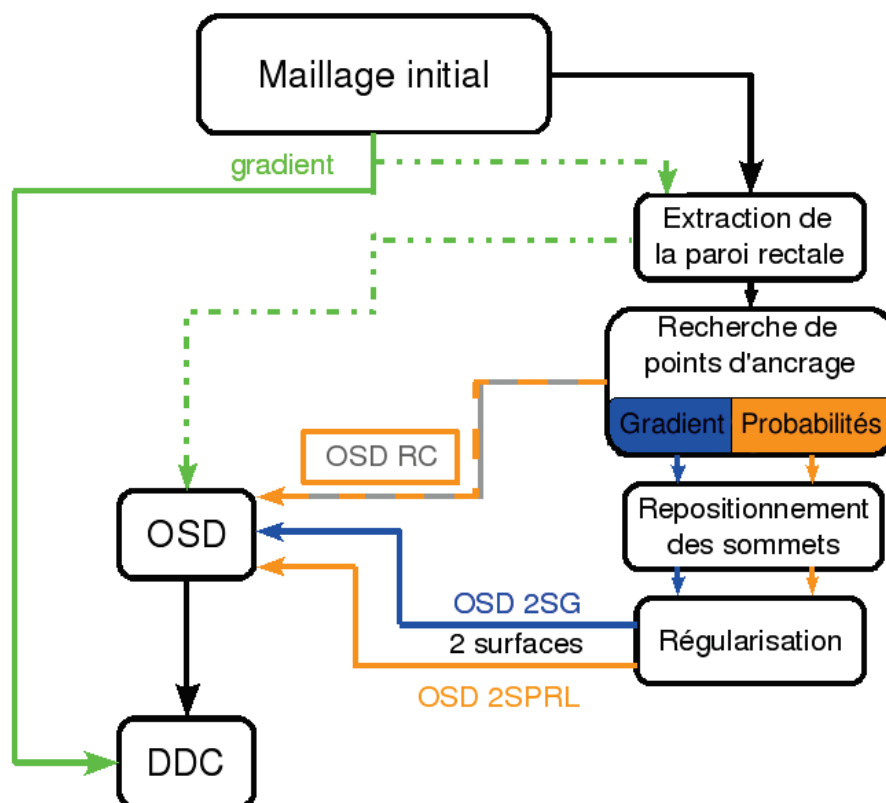 Maillage initial
gradient
Extraction de
la paroi rectale
Recherche de
points d'ancrage
Gradient Probabilités
OSD RC
Repositionnement
des sommets
OSD
OSD 2SG
2 surfaces
Régularisation
OSD 2SPRL
DDC